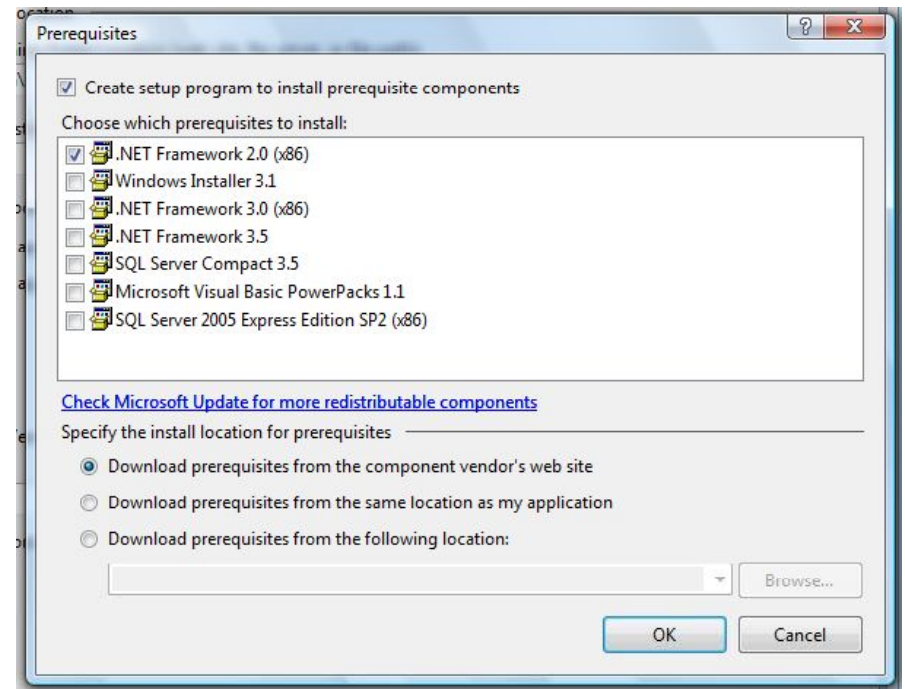 ocation
Prerequisites
Create setup program to install prerequisite components
Choose which prerequisites to install:
.NET Framework 2.0 (x86)
Windows Installer 3.1
.NET Framework 3.0 (x86)
.NET Framework 3.5
SQL Server Compact 3.5
Microsoft Visual Basic PowerPacks 1.1
SQL Server 2005 Express Edition SP2 (x86)
Check Microsoft Update for more redistributable components
Specify the install location for prerequisites
Download prerequisites from the component vendor's web site
Download prerequisites from the same location as my application
Download prerequisites from the following location:
Browse...
OK Cancel